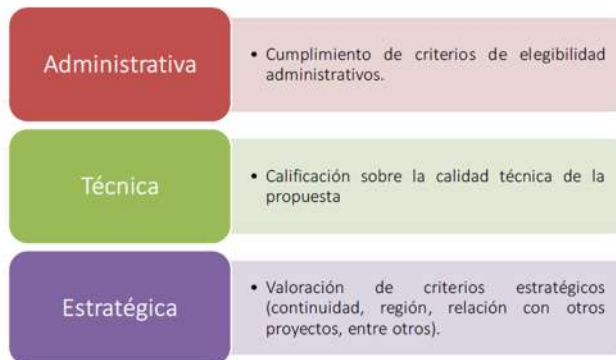 Administrativa
• Cumplimiento de criterios de elegibilidad
administrativos.
Técnica
• Calificación sobre la calidad técnica de la
propuesta
Estratégica
• Valoración de criterios estratégicos
(continuidad, región, relación con otros
proyectos, entre otros).